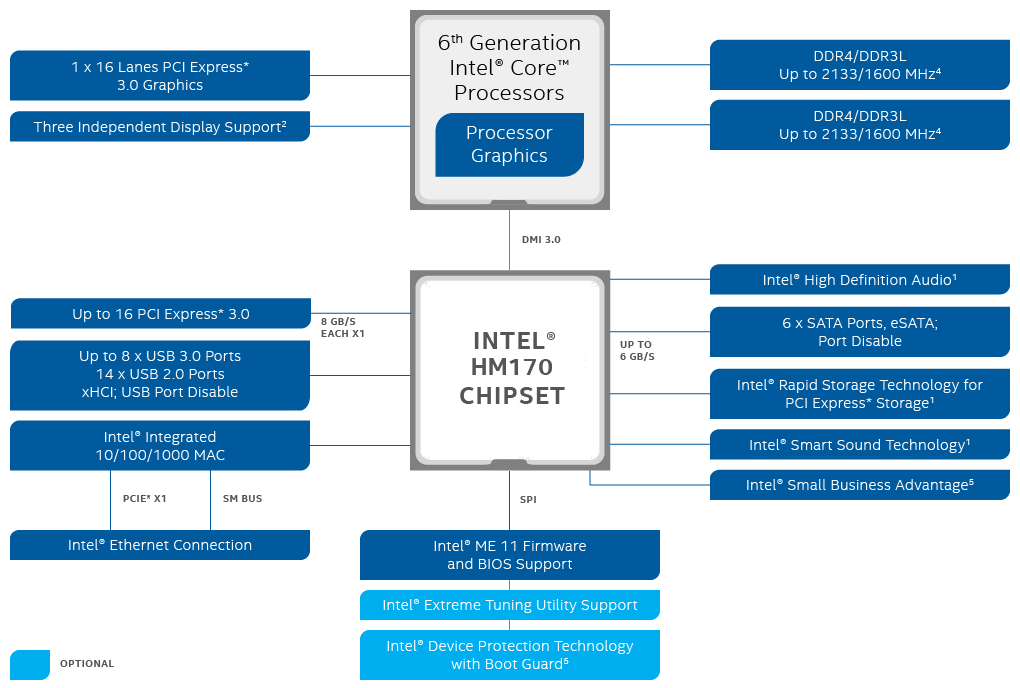 6th Generation
Intel® Core™
Processors
Processor
Graphics
1 x 16 Lanes PCI Express*
3.0 Graphics
Three Independent Display Support²
DDR4/DDR3L
Up to 2133/1600 MHz⁴
DDR4/DDR3L
Up to 2133/1600 MHz⁴
DMI 3.0
INTEL®
HM170
CHIPSET
Up to 16 PCI Express* 3.0
8 GB/S
EACH X1
Up to 8 x USB 3.0 Ports
14 x USB 2.0 Ports
xHCI; USB Port Disable
Intel® Integrated
10/100/1000 MAC
PCIE* X1
SM BUS
Intel® Ethernet Connection
Intel® High Definition Audio¹
6 x SATA Ports, eSATA;
Port Disable
UP TO
6 GB/S
Intel® Rapid Storage Technology for
PCI Express* Storage¹
Intel® Smart Sound Technology¹
Intel® Small Business Advantage⁵
SPI
Intel® ME 11 Firmware
and BIOS Support
Intel® Extreme Tuning Utility Support
Intel® Device Protection Technology
with Boot Guard⁵
OPTIONAL